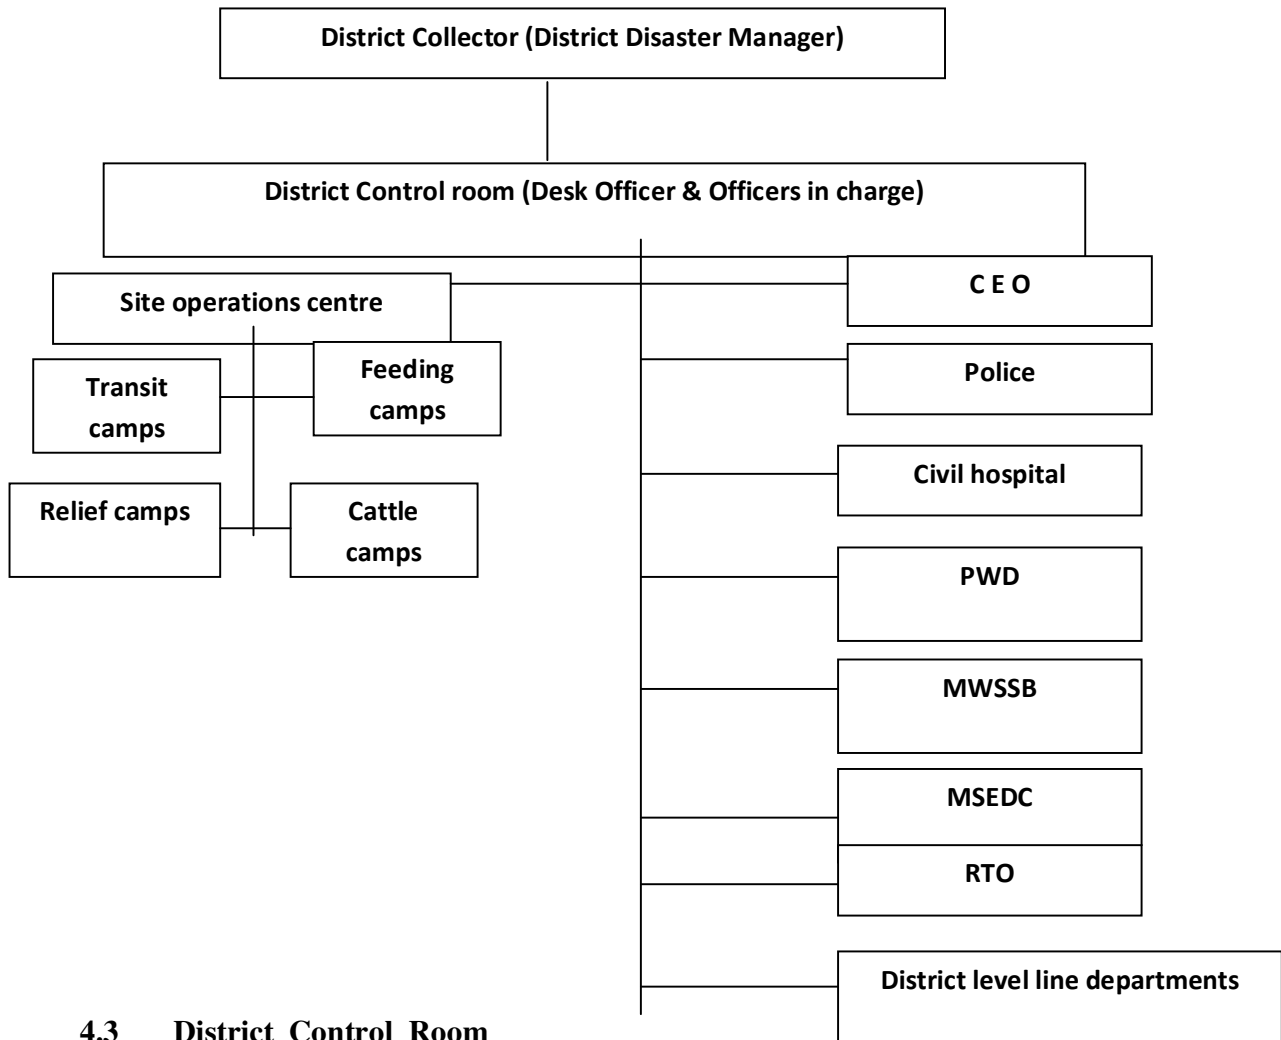 District Collector (District Disaster Manager)
District Control room (Desk Officer & Officers in charge)
Site operations centre
C E O
Transit
camps
Feeding
camps
Police
Relief camps
Cattle
camps
Civil hospital
PWD
MWSSB
MSEDC
RTO
District level line departments
4.3 District Control Room